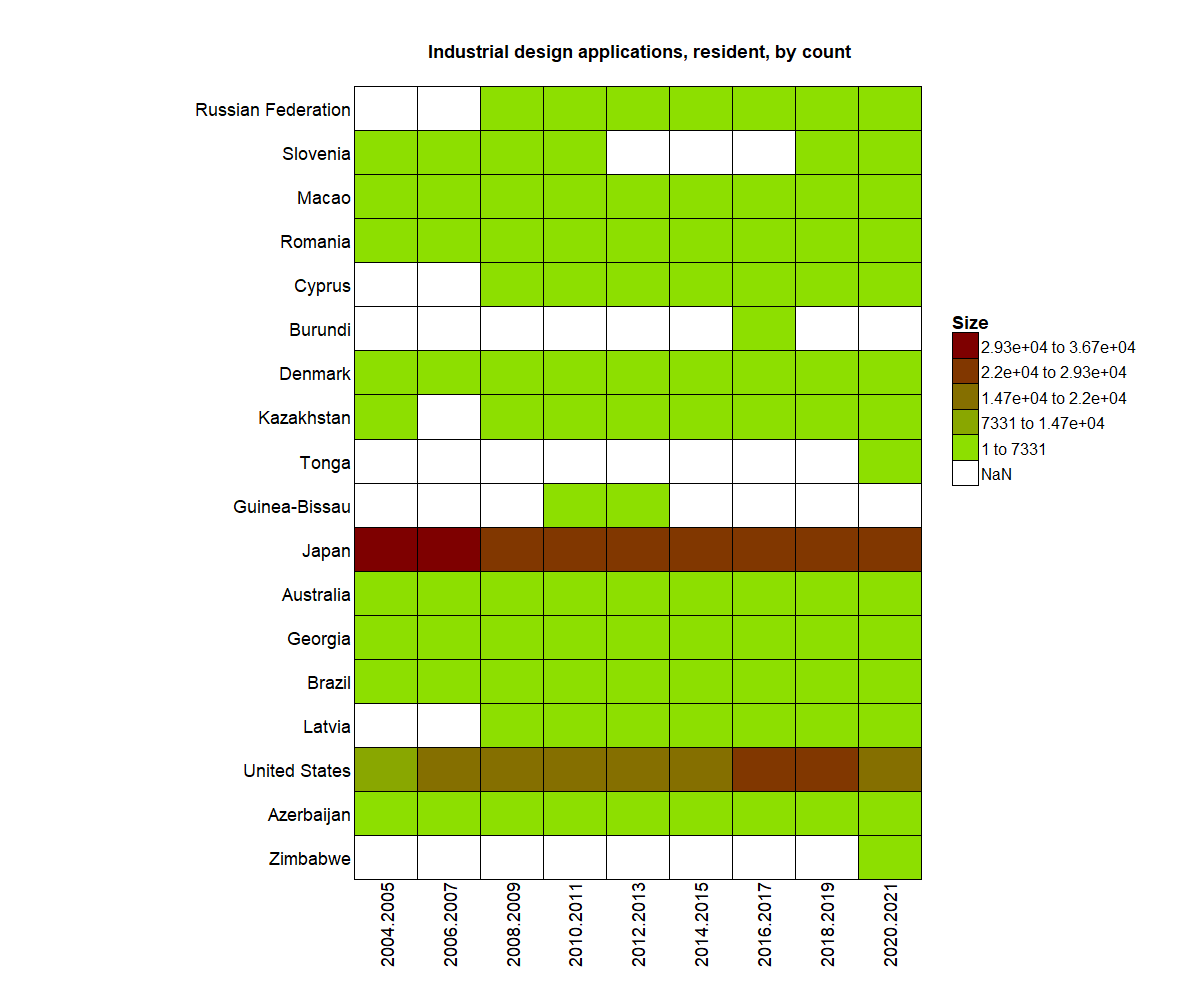 Industrial design applications, resident, by count
Russian Federation
Slovenia
Macao
Romania
Cyprus
Burundi
Denmark
Kazakhstan
Tonga
Guinea-Bissau
Japan
Australia
Georgia
Brazil
Latvia
United States
Azerbaijan
Zimbabwe
2004.2005
2006.2007
2008.2009
2010.2011
2012.2013
2014.2015
2016.2017
2018.2019
2020.2021
Size
2.93e+04 to 3.67e+04
2.2e+04 to 2.93e+04
1.47e+04 to 2.2e+04
7331 to 1.47e+04
1 to 7331
NaN